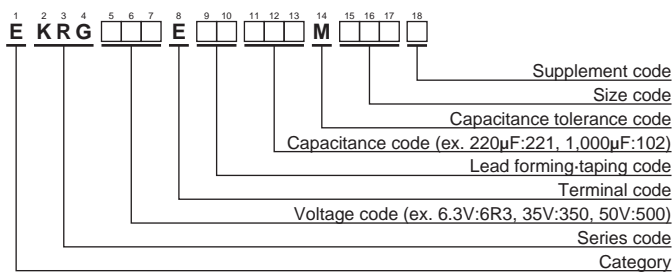 1 2 3 4 5 6 7 8 9 10 11 12 13 14 15 16 17 18
E KRG □□□ E □□ □□□ M □□□ □
Supplement code
Size code
Capacitance tolerance code
Capacitance code (ex. 220μF:221, 1,000μF:102)
Lead forming·taping code
Terminal code
Voltage code (ex. 6.3V:6R3, 35V:350, 50V:500)
Series code
Category